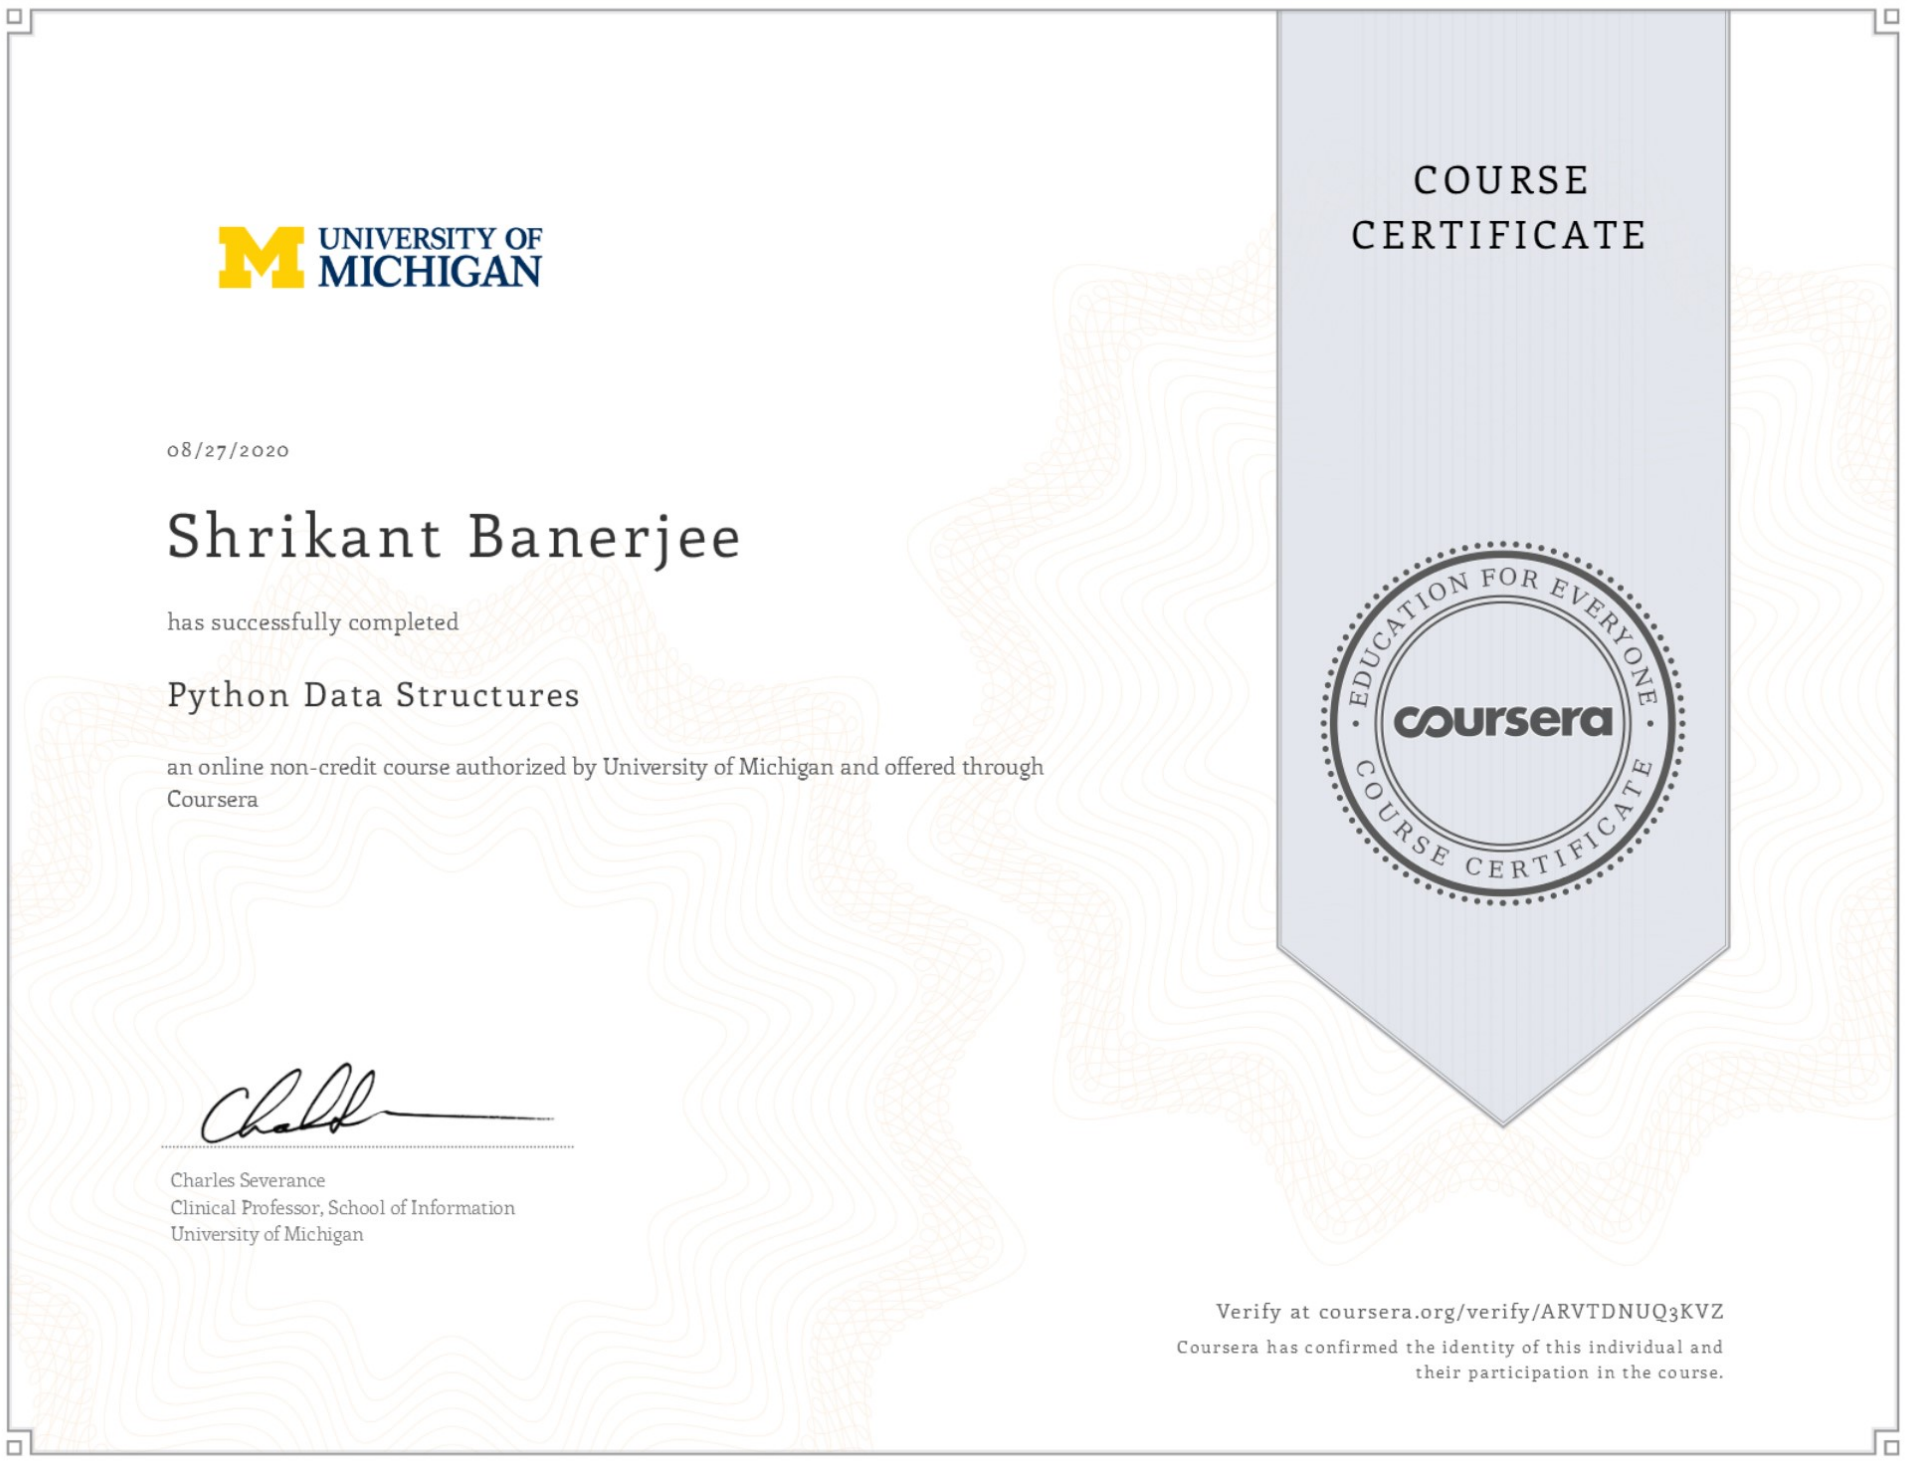 UNIVERSITY OF
MICHIGAN
COURSE
CERTIFICATE
08/27/2020
Shrikant Banerjee
has successfully completed
Python Data Structures
an online non-credit course authorized by University of Michigan and offered through
Coursera
EDUCATION FOR EVERYONE
coursera
COURSE CERTIFICATE
Charles Severance
Clinical Professor, School of Information
University of Michigan
Verify at coursera.org/verify/ARVTDNUQ3KVZ
Coursera has confirmed the identity of this individual and
their participation in the course.